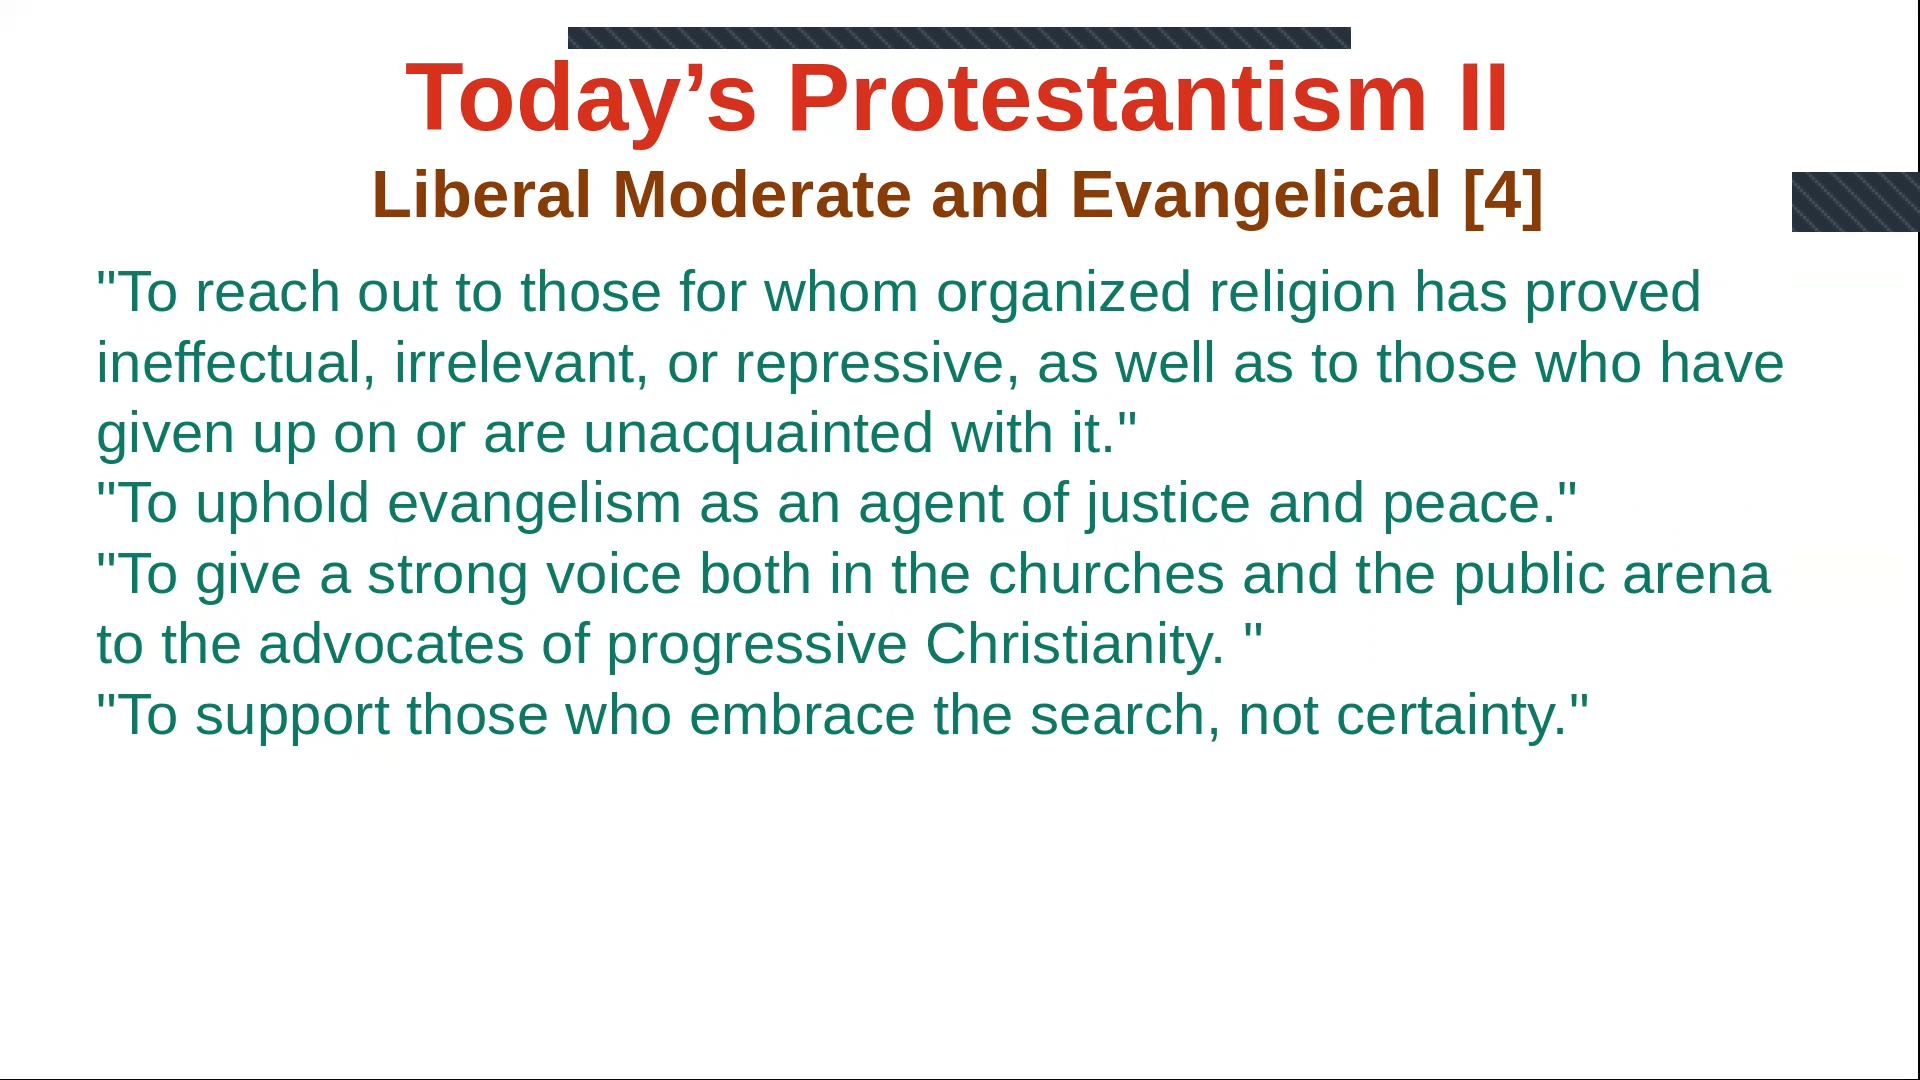 Today’s Protestantism II
Liberal Moderate and Evangelical [4]
"To reach out to those for whom organized religion has proved
ineffectual, irrelevant, or repressive, as well as to those who have
given up on or are unacquainted with it."
"To uphold evangelism as an agent of justice and peace."
"To give a strong voice both in the churches and the public arena
to the advocates of progressive Christianity. "
"To support those who embrace the search, not certainty."